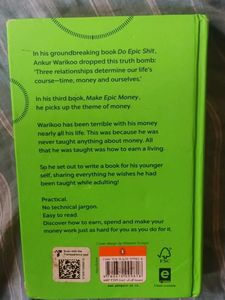 In his groundbreaking book Do Epic Shit,
Ankur Warikoo dropped this truth bomb:
'Three relationships determine our life's
course—time, money and ourselves.'
In his third book, Make Epic Money,
he picks up the theme of money.
Warikoo has been terrible with his money
nearly all his life. This was because he was
never taught anything about money. All
that he was taught was how to earn a living.
So he set out to write a book for his younger
self, sharing everything he wishes he had
been taught while adulting!
Practical.
No technical jargon.
Easy to read.
Discover how to earn, spend and make your
money work just as hard for you as you do for it.
FSC
e